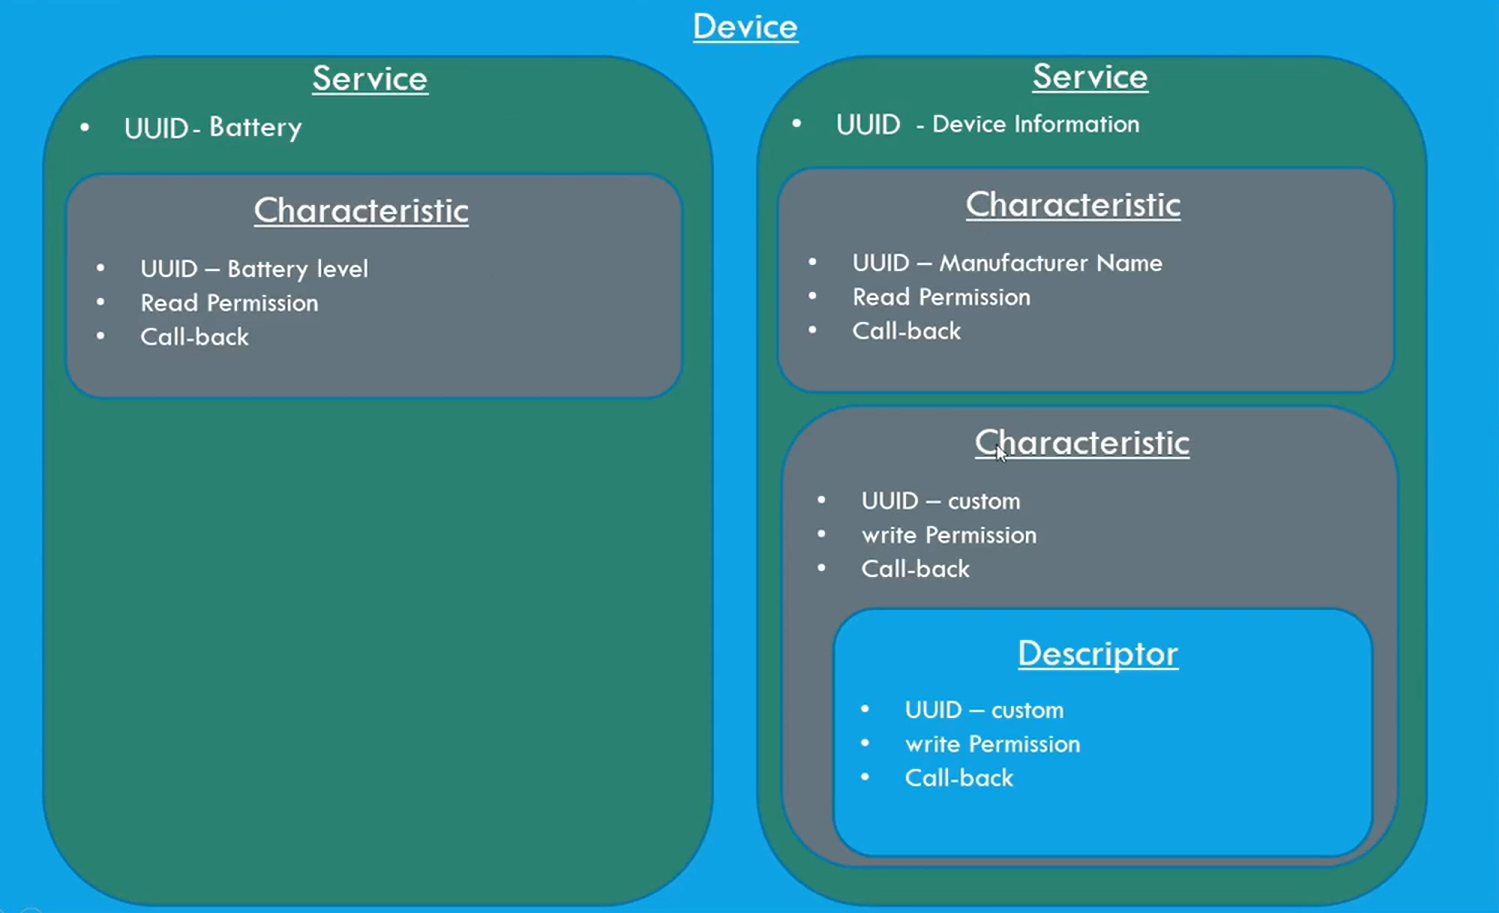 Device
Service
• UUID - Battery
Characteristic
• UUID – Battery level
• Read Permission
• Call-back
Service
• UUID - Device Information
Characteristic
• UUID – Manufacturer Name
• Read Permission
• Call-back
Characteristic
• UUID – custom
• write Permission
• Call-back
Descriptor
• UUID – custom
• write Permission
• Call-back